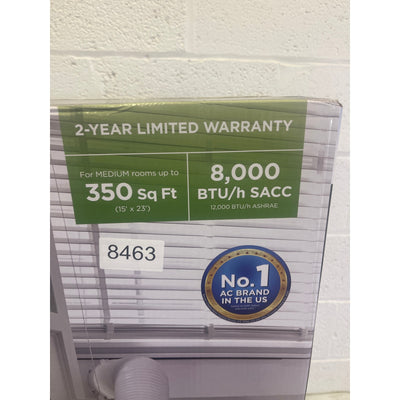 2-YEAR LIMITED WARRANTY
For MEDIUM rooms up to
350 Sq Ft
(15' x 23')
8,000
BTU/h SACC
12,000 BTU/h ASHRAE
8463
No.1
AC BRAND
IN THE US